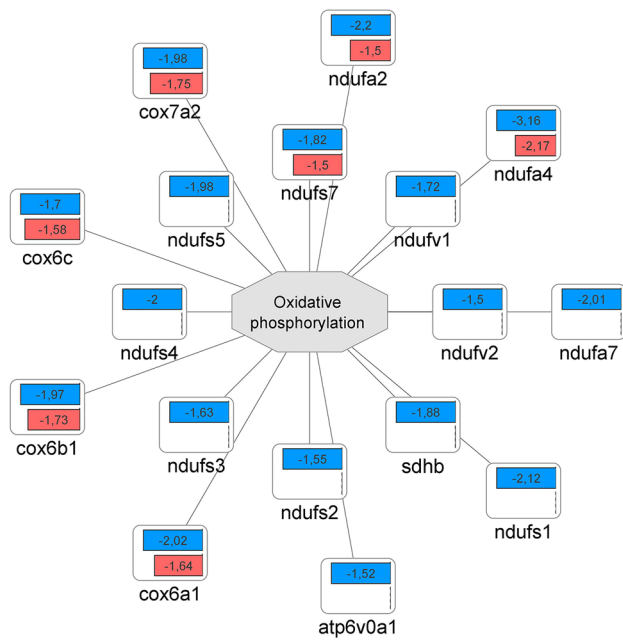 -2,2
-1,5
ndufa2
-1,98
-1,75
cox7a2
-3,16
-2,17
ndufa4
-1,82
-1,5
ndufs7
-1,98
ndufs5
-1,72
ndufv1
-1,7
-1,58
cox6c
Oxidative
phosphorylation
-2
ndufs4
-1,5
ndufv2
-2,01
ndufa7
-1,97
-1,73
cox6b1
-1,63
ndufs3
-1,88
sdhb
-1,55
ndufs2
-2,12
ndufs1
-2,02
-1,64
cox6a1
-1,52
atp6v0a1